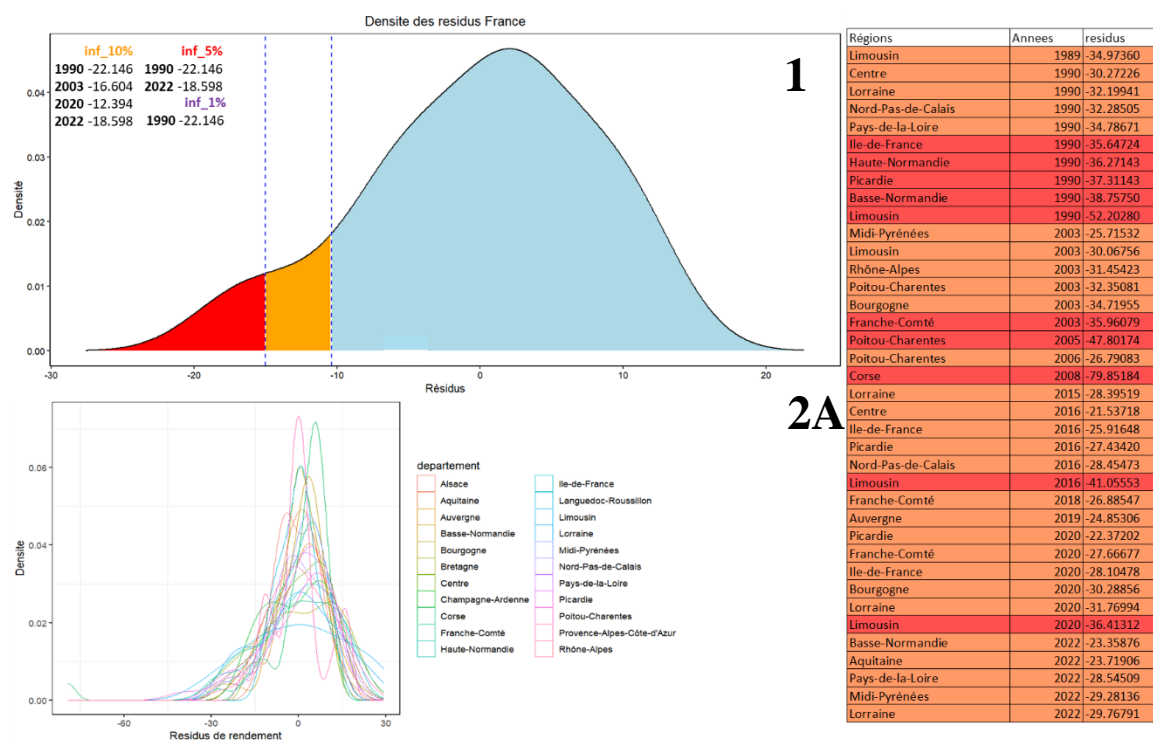 Densite des residus France
inf_10% inf_5%
1990 -22.146 1990 -22.146
2003 -16.604 2022 -18.598
2020 -12.394 inf_1%
2022 -18.598 1990 -22.146
1
Densité
0.04
0.03
0.02
0.01
0.00
-30 -20 -10 0 10 20
Résidus
2A
Densite
0.06
0.04
0.02
0.00
-60 -30 0 30
Residus de rendement
departement
Alsace Ile-de-France
Aquitaine Languedoc-Roussillon
Auvergne Limousin
Basse-Normandie Lorraine
Bourgogne Midi-Pyrénées
Bretagne Nord-Pas-de-Calais
Centre Pays-de-la-Loire
Champagne-Ardenne Picardie
Corse Poitou-Charentes
Franche-Comté Provence-Alpes-Côte-d'Azur
Haute-Normandie Rhône-Alpes
Régions Annees residus
Limousin 1989 -34.97360
Centre 1990 -30.27226
Lorraine 1990 -32.19941
Nord-Pas-de-Calais 1990 -32.28505
Pays-de-la-Loire 1990 -34.78671
Ile-de-France 1990 -35.64724
Haute-Normandie 1990 -36.27143
Picardie 1990 -37.31143
Basse-Normandie 1990 -38.75750
Limousin 1990 -52.20280
Midi-Pyrénées 2003 -25.71532
Limousin 2003 -30.06756
Rhône-Alpes 2003 -31.45423
Poitou-Charentes 2003 -32.35081
Bourgogne 2003 -34.71955
Franche-Comté 2003 -35.96079
Poitou-Charentes 2005 -47.80174
Poitou-Charentes 2006 -26.79083
Corse 2008 -79.85184
Lorraine 2015 -28.39519
Centre 2016 -21.53718
Ile-de-France 2016 -25.91648
Picardie 2016 -27.43420
Nord-Pas-de-Calais 2016 -28.45473
Limousin 2016 -41.05553
Franche-Comté 2018 -26.88547
Auvergne 2019 -24.85306
Picardie 2020 -22.37202
Franche-Comté 2020 -27.66677
Ile-de-France 2020 -28.10478
Bourgogne 2020 -30.28856
Lorraine 2020 -31.76994
Limousin 2020 -36.41312
Basse-Normandie 2022 -23.35876
Aquitaine 2022 -23.71906
Pays-de-la-Loire 2022 -28.54509
Midi-Pyrénées 2022 -29.28136
Lorraine 2022 -29.76791